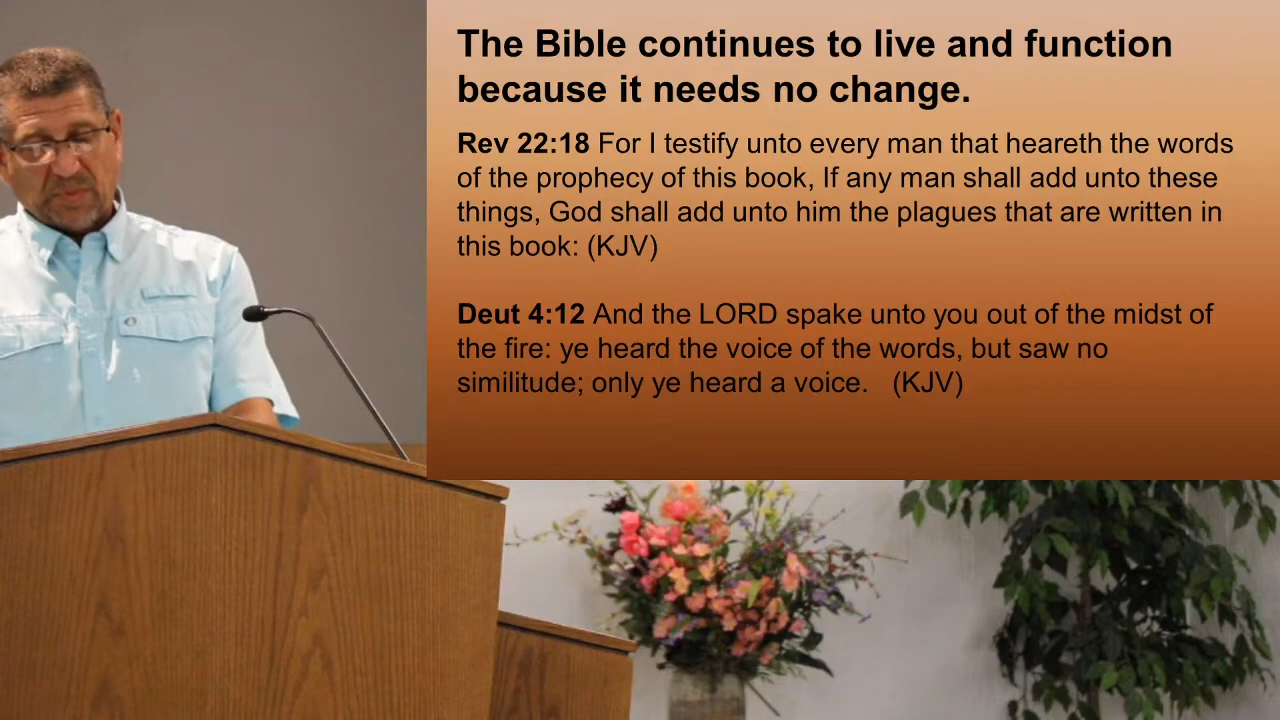 The Bible continues to live and function
because it needs no change.
Rev 22:18 For I testify unto every man that heareth the words
of the prophecy of this book, If any man shall add unto these
things, God shall add unto him the plagues that are written in
this book: (KJV)
Deut 4:12 And the LORD spake unto you out of the midst of
the fire: ye heard the voice of the words, but saw no
similitude; only ye heard a voice. (KJV)